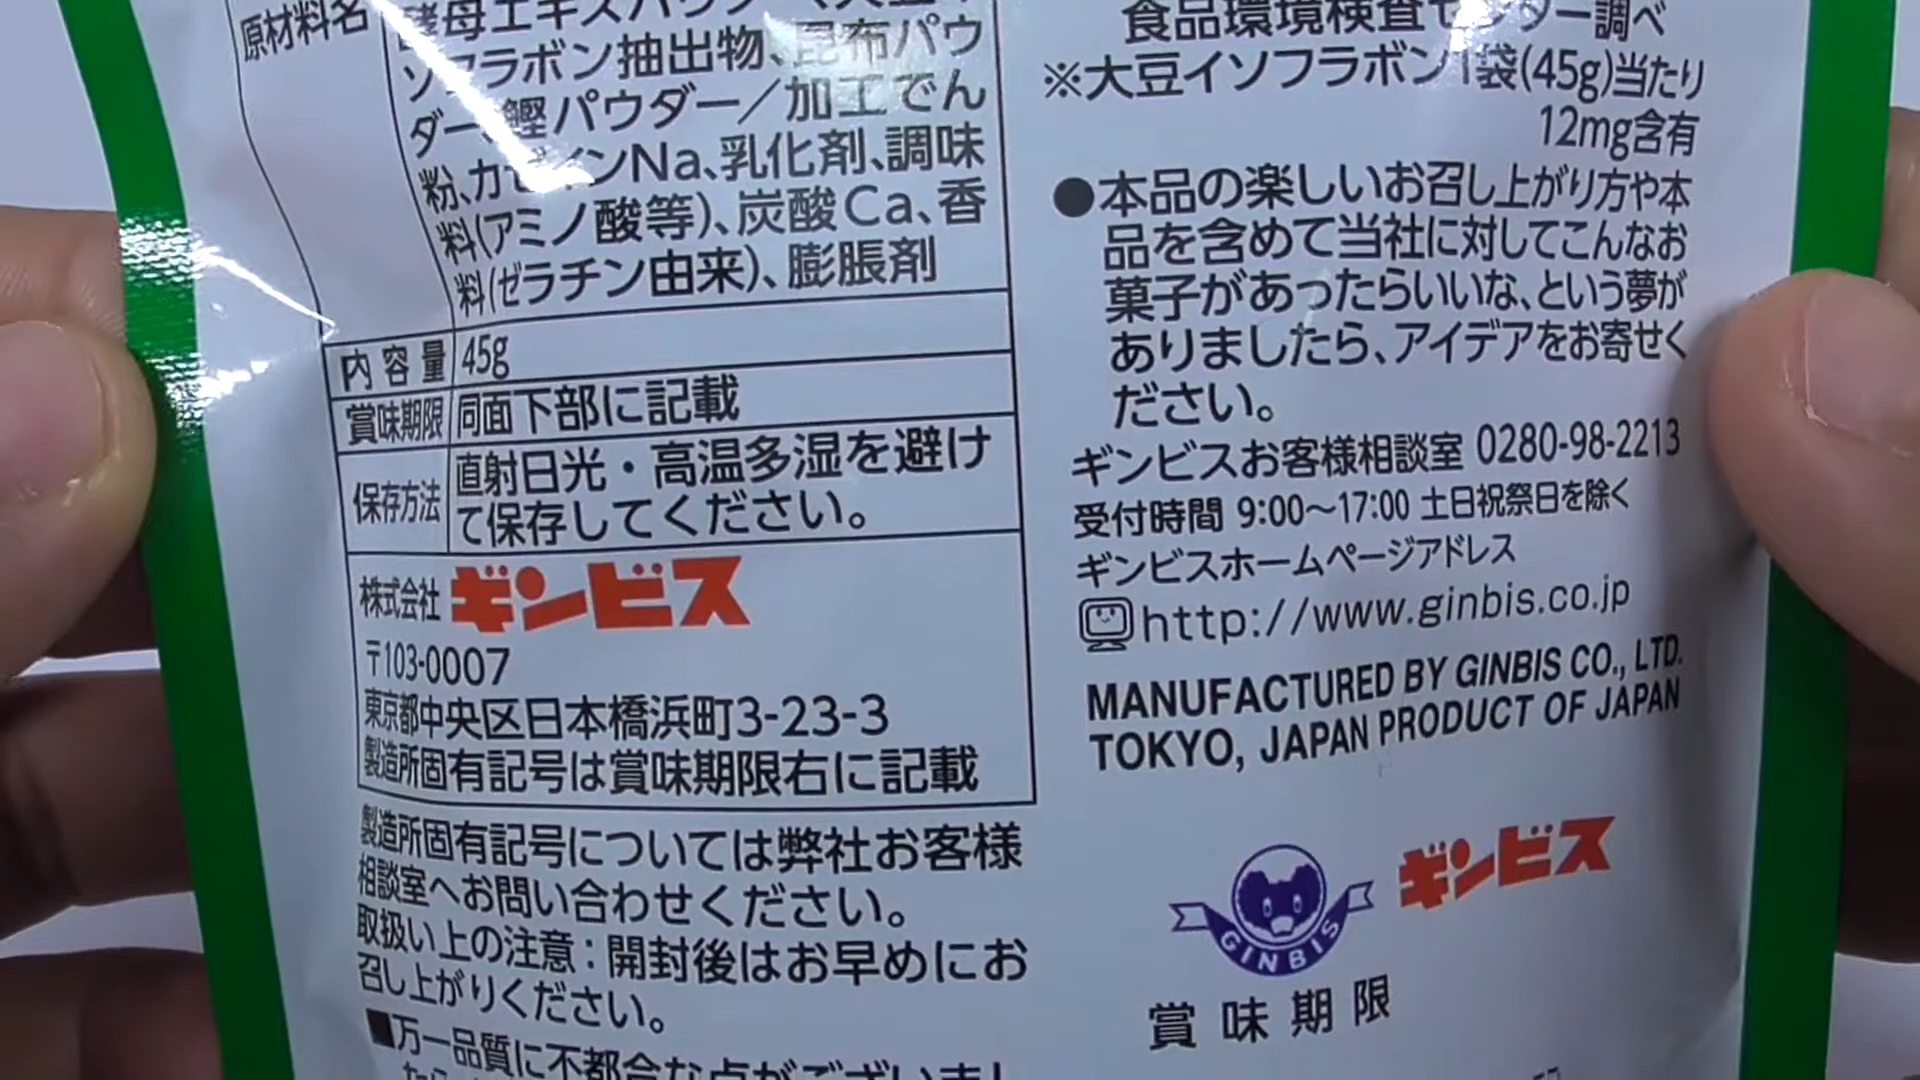 原材料名
酵母エキスパウダー、大豆イ
ソフラボン抽出物、昆布パウ
ダー、鰹パウダー／加工でん
粉、カゼインNa、乳化剤、調味
料(アミノ酸等)、炭酸Ca、香
料(ゼラチン由来)、膨脹剤
内容量 45g
賞味期限 同面下部に記載
保存方法 直射日光・高温多湿を避け
て保存してください。
株式会社 ギンビス
〒103-0007
東京都中央区日本橋浜町3-23-3
製造所固有記号は賞味期限右に記載
製造所固有記号については弊社お客様
相談室へお問い合わせください。
取扱い上の注意：開封後はお早めにお
召し上がりください。
■万一品質に不都合な点がございまし
食品環境検査センター調べ
※大豆イソフラボン1袋(45g)当たり
12mg含有
●本品の楽しいお召し上がり方や本
品を含めて当社に対してこんなお
菓子があったらいいな、という夢が
ありましたら、アイデアをお寄せく
ださい。
ギンビスお客様相談室 0280-98-2213
受付時間 9:00〜17:00 土日祝祭日を除く
ギンビスホームページアドレス
http://www.ginbis.co.jp
MANUFACTURED BY GINBIS CO., LTD.
TOKYO, JAPAN PRODUCT OF JAPAN
GINBIS
ギンビス
賞味期限